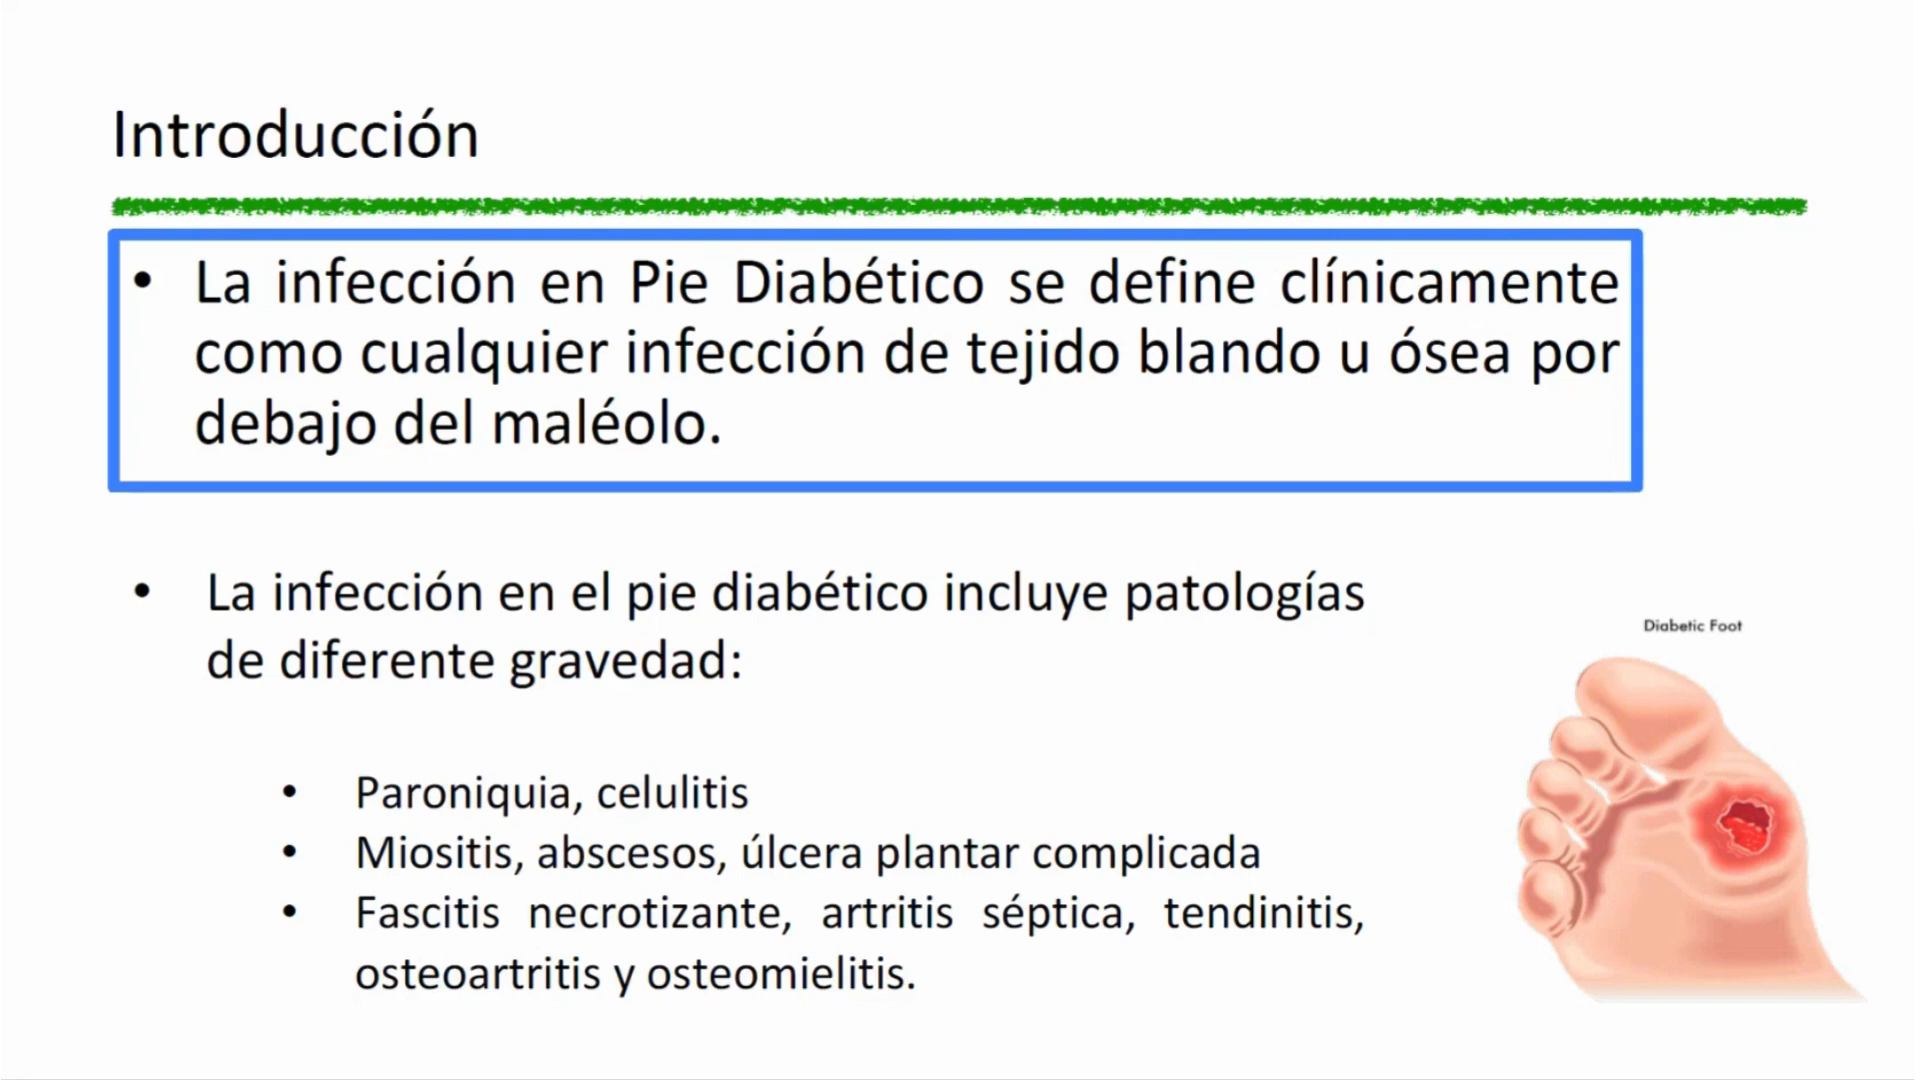 Introducción
• La infección en Pie Diabético se define clínicamente
como cualquier infección de tejido blando u ósea por
debajo del maléolo.
• La infección en el pie diabético incluye patologías
de diferente gravedad:
• Paroniquia, celulitis
• Miositis, abscesos, úlcera plantar complicada
• Fascitis necrotizante, artritis séptica, tendinitis,
osteoartritis y osteomielitis.
Diabetic Foot